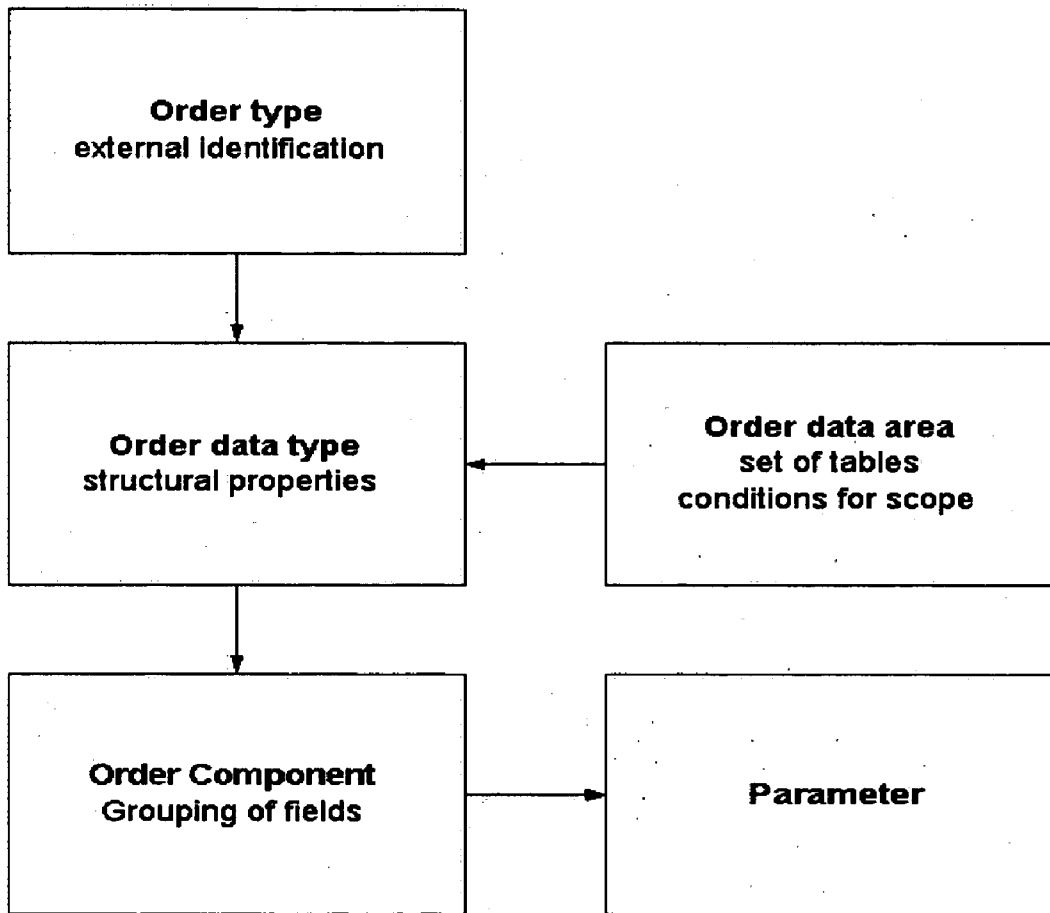 Order type
external identification
Order data type
structural properties
Order data area
set of tables
conditions for scope
Order Component
Grouping of fields
Parameter